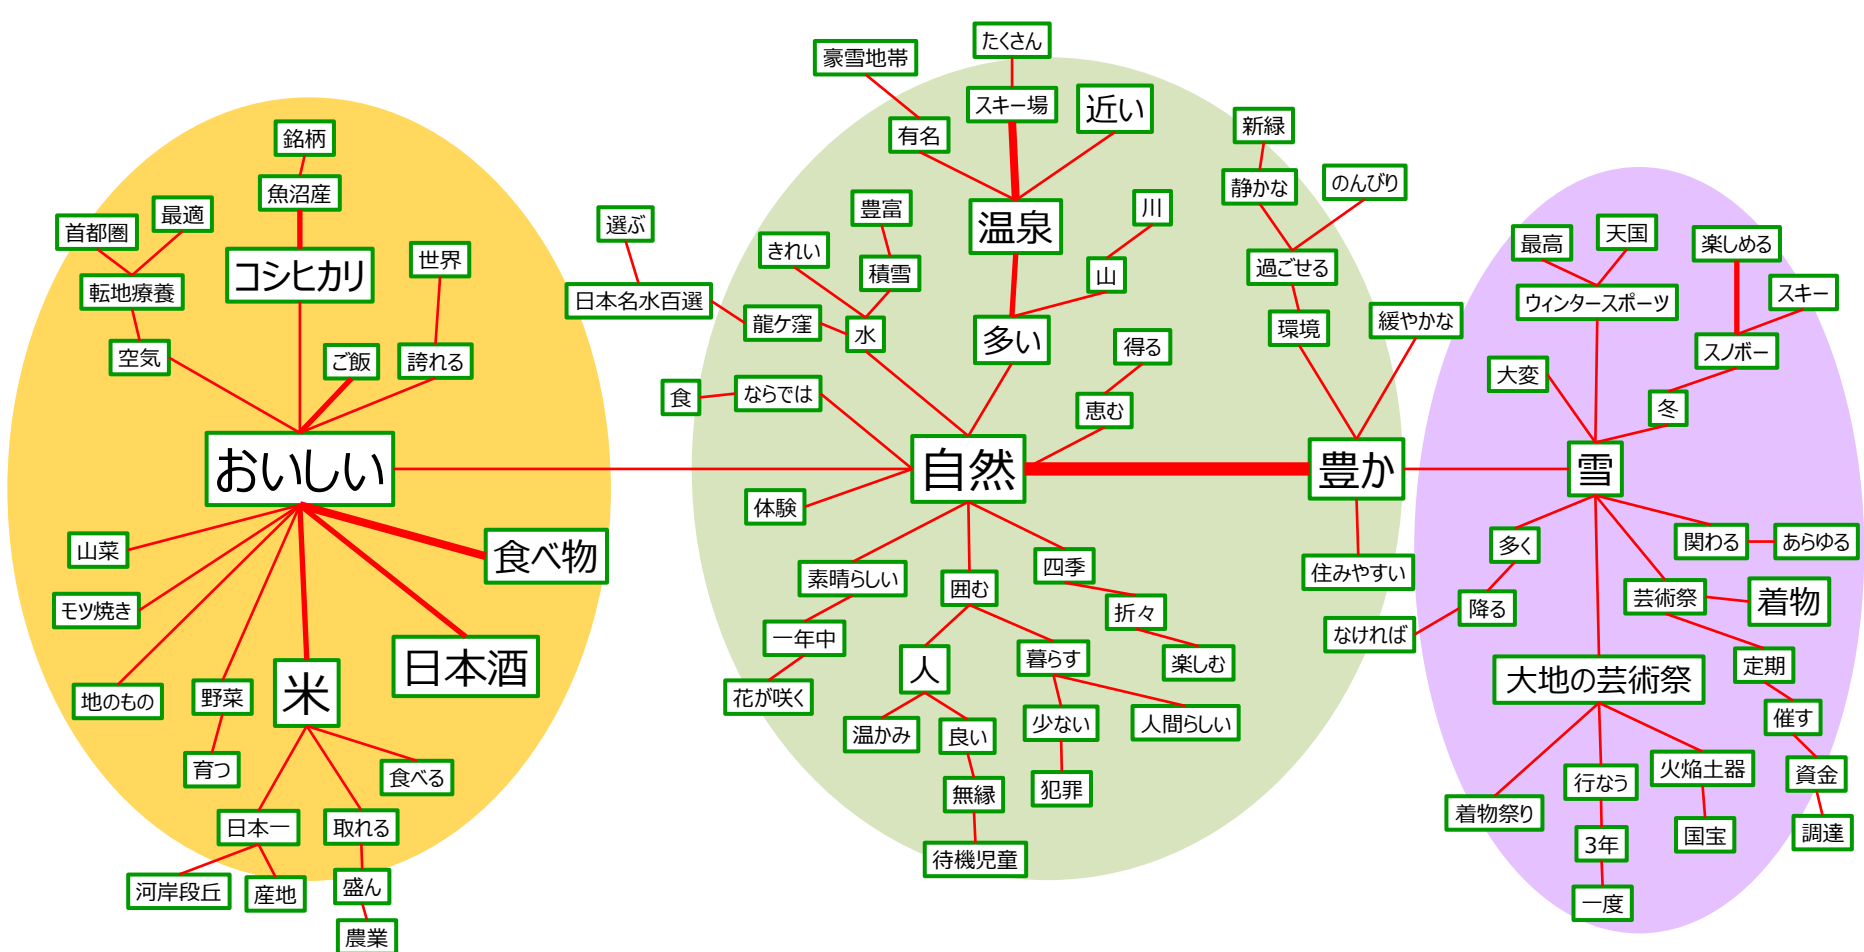 銘柄
魚沼産
最適
首都圏
コシヒカリ
世界
転地療養
空気
ご飯
誇れる
おいしい
食べ物
山菜
モツ焼き
日本酒
地のもの
野菜
米
育つ
食べる
日本一
取れる
河岸段丘
産地
盛ん
農業
たくさん
豪雪地帯
スキー場
近い
有名
新緑
静かな
のんびり
豊富
川
選ぶ
温泉
きれい
積雪
山
過ごせる
日本名水百選
龍ケ窪
水
多い
環境
緩やかな
得る
食
ならでは
恵む
自然
豊か
体験
素晴らしい
囲む
四季
住みやすい
折々
一年中
人
暮らす
楽しむ
花が咲く
温かみ
良い
少ない
人間らしい
無縁
犯罪
待機児童
最高
天国
楽しめる
ウィンタースポーツ
スキー
スノボー
大変
冬
雪
多く
関わる
あらゆる
降る
芸術祭
着物
なければ
大地の芸術祭
定期
催す
行なう
火焔土器
資金
着物祭り
3年
国宝
調達
一度